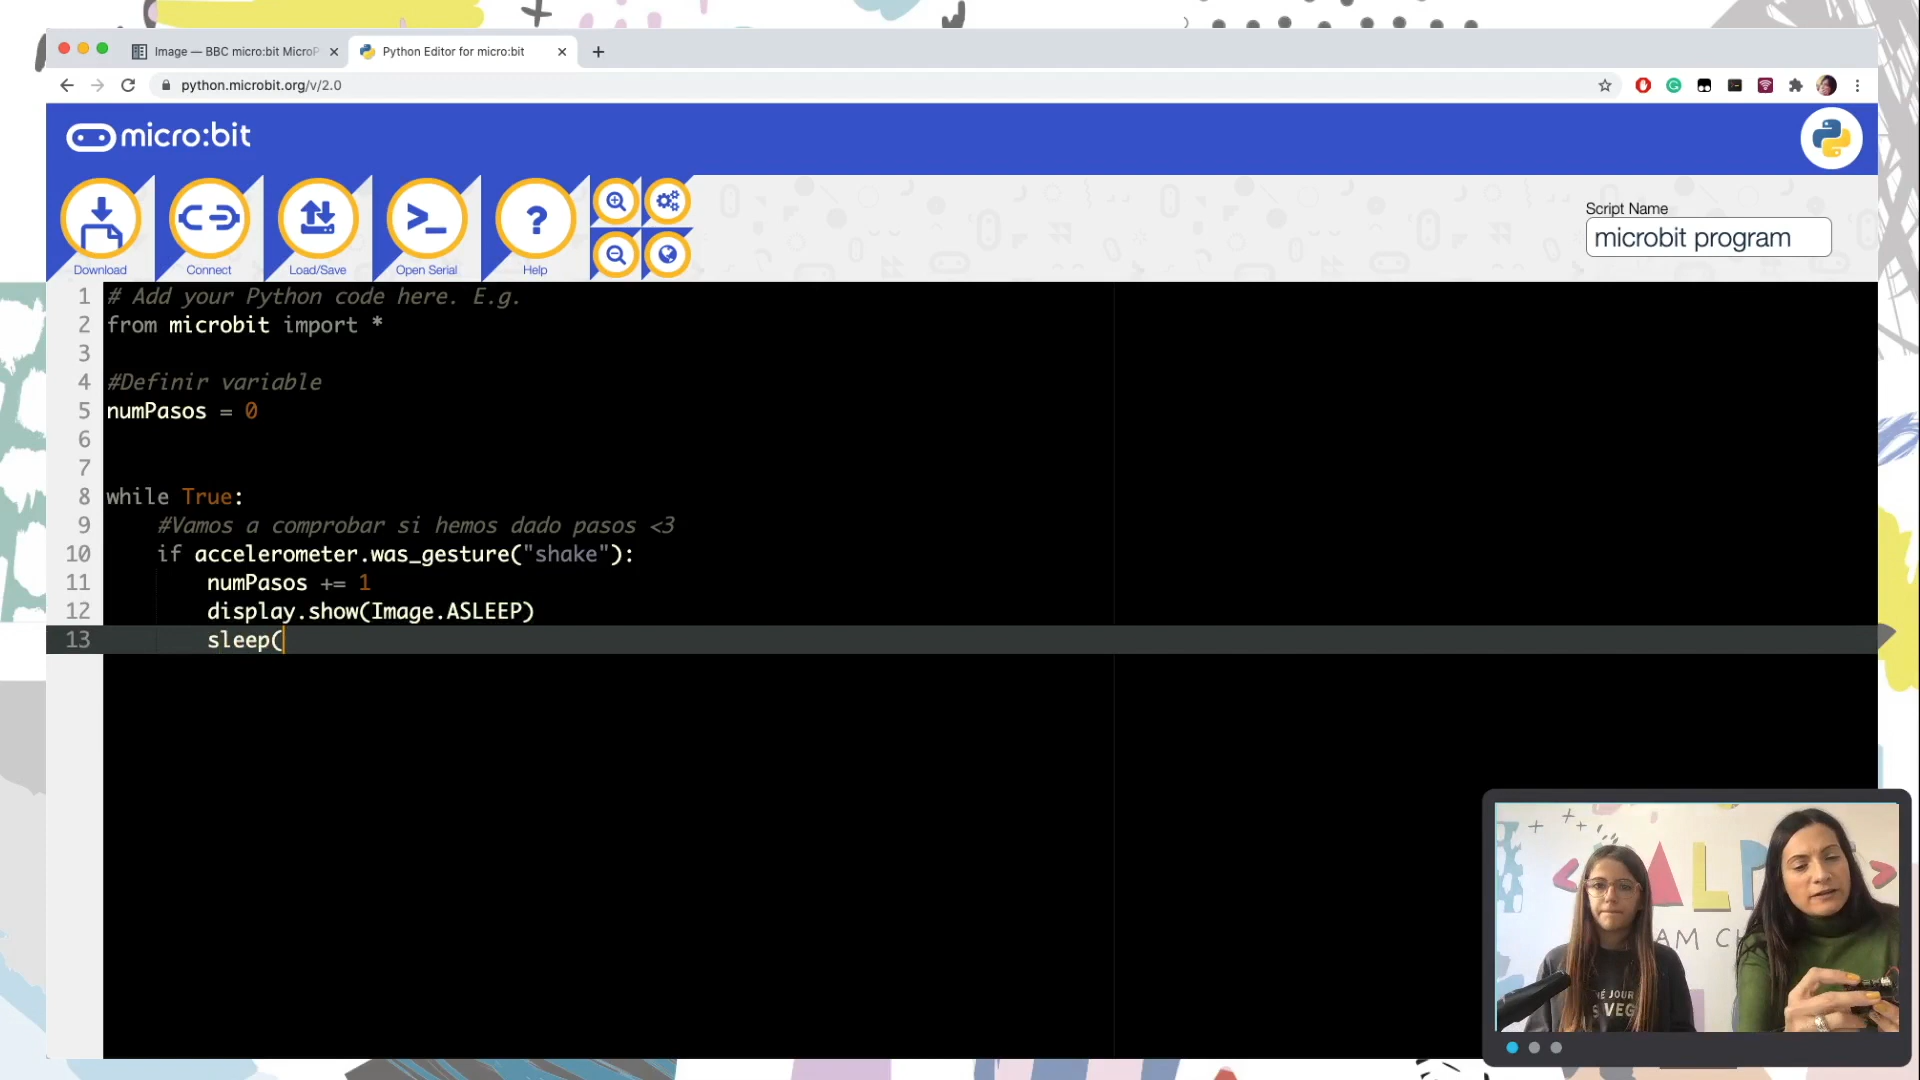 Image — BBC micro:bit MicroP
Python Editor for micro:bit
python.microbit.org/v/2.0
micro:bit
Download
Connect
Load/Save
Open Serial
Help
Script Name
microbit program
1 # Add your Python code here. E.g.
2 from microbit import *
3
4 #Definir variable
5 numPasos = 0
6
7
8 while True:
9 #Vamos a comprobar si hemos dado pasos <3
10 if accelerometer.was_gesture("shake"):
11 numPasos += 1
12 display.show(Image.ASLEEP)
13 sleep(